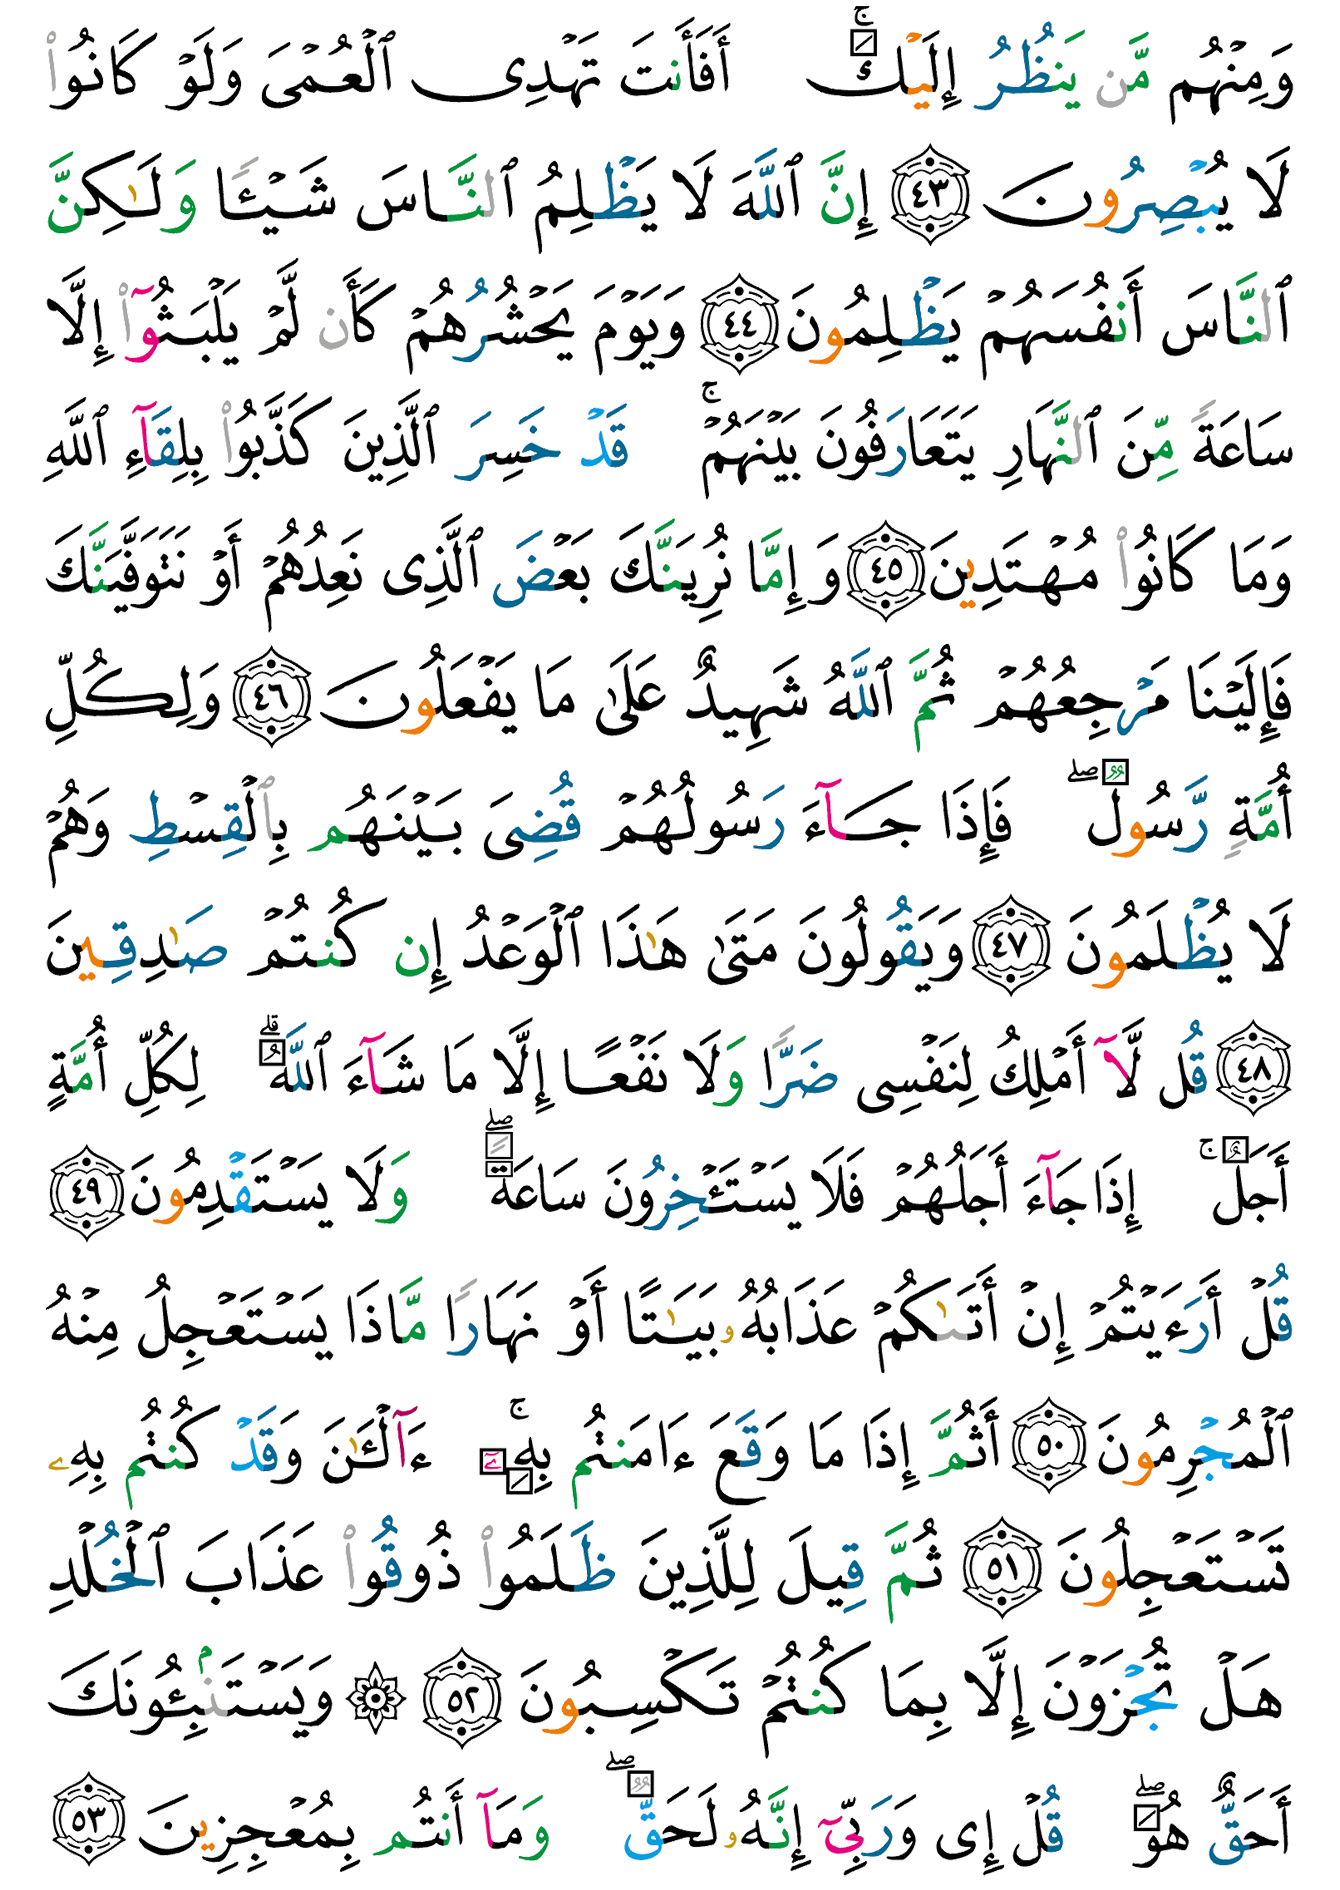 وَمِنْهُم مَّن يَنظُرُ إِلَيْكَ ۚ أَفَأَنتَ تَهْدِى ٱلْعُمْىَ وَلَوْ كَانُوا۟
لَا يُبْصِرُونَ ٤٣ إِنَّ ٱللَّهَ لَا يَظْلِمُ ٱلنَّاسَ شَيْـًٔا وَلَـٰكِنَّ
ٱلنَّاسَ أَنفُسَهُمْ يَظْلِمُونَ ٤٤ وَيَوْمَ يَحْشُرُهُمْ كَأَن لَّمْ يَلْبَثُوٓا۟ إِلَّا
سَاعَةً مِّنَ ٱلنَّهَارِ يَتَعَارَفُونَ بَيْنَهُمْ ۚ قَدْ خَسِرَ ٱلَّذِينَ كَذَّبُوا۟ بِلِقَآءِ ٱللَّهِ
وَمَا كَانُوا۟ مُهْتَدِينَ ٤٥ وَإِمَّا نُرِيَنَّكَ بَعْضَ ٱلَّذِى نَعِدُهُمْ أَوْ نَتَوَفَّيَنَّكَ
فَإِلَيْنَا مَرْجِعُهُمْ ثُمَّ ٱللَّهُ شَهِيدٌ عَلَىٰ مَا يَفْعَلُونَ ٤٦ وَلِكُلِّ
أُمَّةٍ رَّسُولٌ ۖ فَإِذَا جَآءَ رَسُولُهُمْ قُضِىَ بَيْنَهُم بِٱلْقِسْطِ وَهُمْ
لَا يُظْلَمُونَ ٤٧ وَيَقُولُونَ مَتَىٰ هَـٰذَا ٱلْوَعْدُ إِن كُنتُمْ صَـٰدِقِينَ
٤٨ قُل لَّآ أَمْلِكُ لِنَفْسِى ضَرًّا وَلَا نَفْعًا إِلَّا مَا شَآءَ ٱللَّهُ ۗ لِكُلِّ أُمَّةٍ
أَجَلٌ ۚ إِذَا جَآءَ أَجَلُهُمْ فَلَا يَسْتَـْٔخِرُونَ سَاعَةً ۖ وَلَا يَسْتَقْدِمُونَ ٤٩
قُلْ أَرَءَيْتُمْ إِنْ أَتَىٰكُمْ عَذَابُهُۥ بَيَـٰتًا أَوْ نَهَارًا مَّاذَا يَسْتَعْجِلُ مِنْهُ
ٱلْمُجْرِمُونَ ٥٠ أَثُمَّ إِذَا مَا وَقَعَ ءَامَنتُم بِهِۦٓ ۚ ءَآلْـَٔـٰنَ وَقَدْ كُنتُم بِهِۦ
تَسْتَعْجِلُونَ ٥١ ثُمَّ قِيلَ لِلَّذِينَ ظَلَمُوا۟ ذُوقُوا۟ عَذَابَ ٱلْخُلْدِ
هَلْ تُجْزَوْنَ إِلَّا بِمَا كُنتُمْ تَكْسِبُونَ ٥٢ ۞ وَيَسْتَنۢبِـُٔونَكَ
أَحَقٌّ هُوَ ۖ قُلْ إِى وَرَبِّىٓ إِنَّهُۥ لَحَقٌّ ۖ وَمَآ أَنتُم بِمُعْجِزِينَ ٥٣